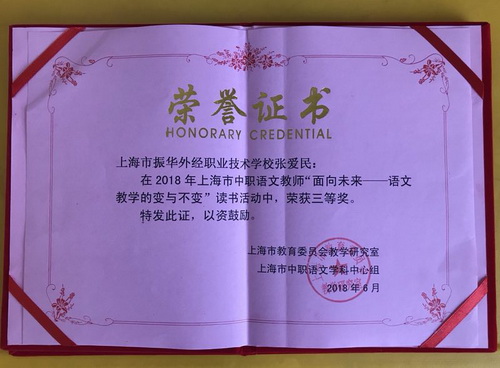 荣誉证书
HONORARY CREDENTIAL
上海市振华外经职业技术学校张爱民：
在 2018 年上海市中职语文教师“面向未来——语文
教学的变与不变”读书活动中，荣获三等奖。
特发此证，以资鼓励。
上海市教育委员会教学研究室
上海市中职语文学科中心组
2018 年 6 月